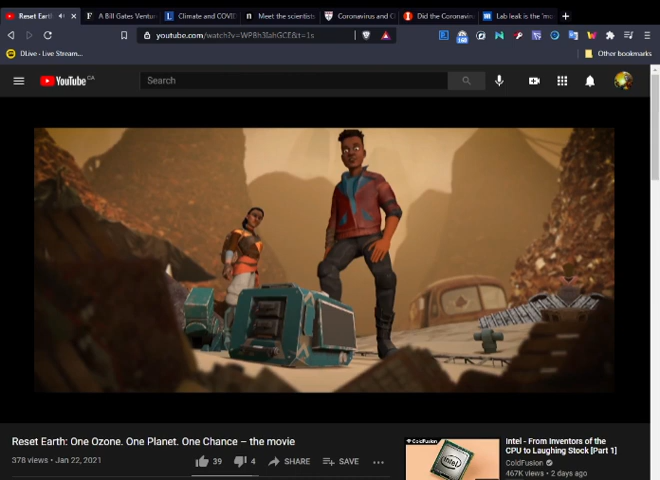 Reset Earth
A Bill Gates Ventu
Climate and COVI
Meet the scientist
Coronavirus and C
Did the Coronavir
Lab leak is the 'mo
youtube.com/watch?v=WP8h3IahGCE&t=1s
DLive - Live Stream...
Other bookmarks
YouTube CA
Search
Reset Earth: One Ozone. One Planet. One Chance – the movie
378 views • Jan 22, 2021
39
4
SHARE
SAVE
ColdFusion
intel
Intel - From Inventors of the
CPU to Laughing Stock [Part 1]
ColdFusion
467K views • 2 days ago